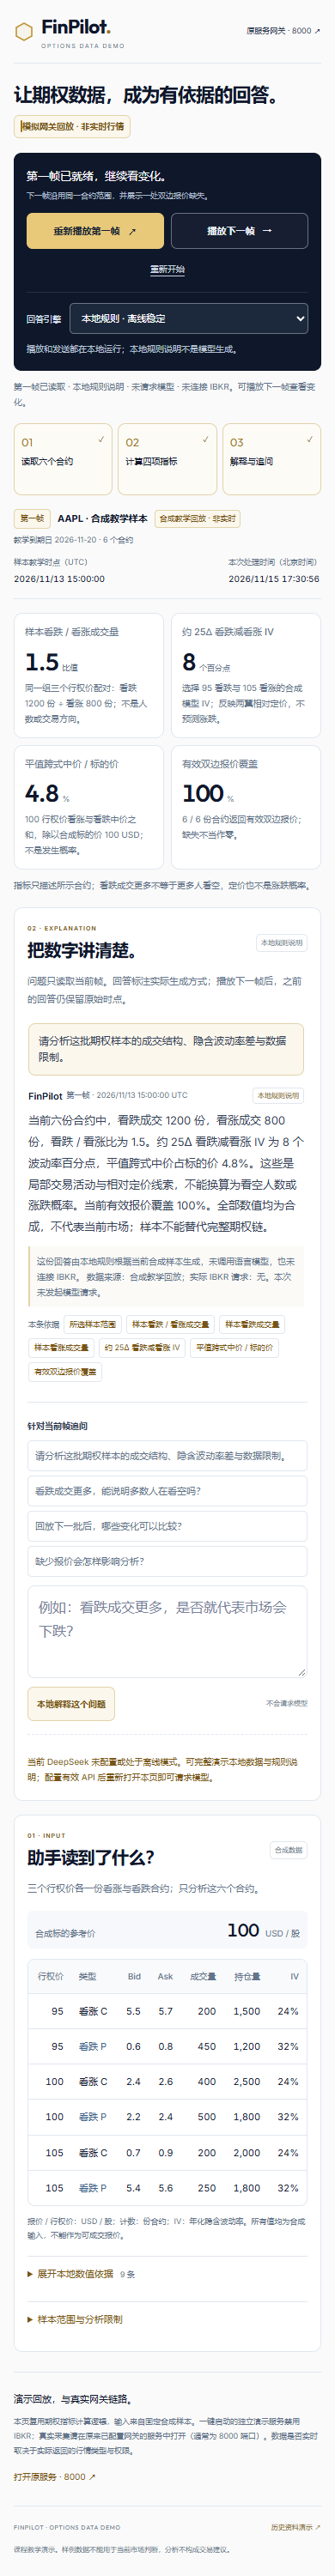 FinPilot.
OPTIONS DATA DEMO
原服务网关 · 8000 ↗
让期权数据，成为有依据的回答。
模拟网关回放 · 非实时行情
第一帧已就绪，继续看变化。
下一帧沿用同一合约范围，并展示一处双边报价缺失。
重新播放第一帧 ↗
播放下一帧 →
重新开始
回答引擎
本地规则 · 离线稳定
播放和发送都在本地运行；本地规则说明不是模型生成。
第一帧已读取 · 本地规则说明 · 未请求模型 · 未连接 IBKR。可播放下一帧查看变
化。
01 ✓
读取六个合约
02 ✓
计算四项指标
03 ✓
解释与追问
第一帧 AAPL · 合成教学样本 合成教学回放 · 非实时
教学到期日 2026-11-20 · 6 个合约
样本教学时点（UTC）
2026/11/13 15:00:00
本次处理时间（北京时间）
2026/11/15 17:30:56
样本看跌 / 看涨成交量
1.5 比值
同一组三个行权价配对：看跌
1200 份 ÷ 看涨 800 份；不是人
数或交易方向。
约 25Δ 看跌减看涨 IV
8 个百分点
选择 95 看跌与 105 看涨的合成
模型 IV；反映两翼相对定价，不
预测涨跌。
平值跨式中价 / 标的价
4.8 %
100 行权价看涨与看跌中价之
和，除以合成标的价 100 USD；
不是发生概率。
有效双边报价覆盖
100 %
6 / 6 份合约返回有效双边报价；
缺失不当作零。
指标只描述所示合约；看跌成交更多不等于更多人看空，定价也不是涨跌概率。
02 · EXPLANATION
把数字讲清楚。
本地规则说明
问题只读取当前帧。回答标注实际生成方式；播放下一帧后，之前
的回答仍保留原始时点。
请分析这批期权样本的成交结构、隐含波动率差与数据
限制。
FinPilot 第一帧 · 2026/11/13 15:00:00 UTC 本地规则说明
当前六份合约中，看跌成交 1200 份，看涨成交 800
份，看跌 / 看涨比为 1.5。约 25Δ 看跌减看涨 IV 为 8 个
波动率百分点，平值跨式中价占标的价 4.8%。这些是
局部交易活动与相对定价线索，不能换算为看空人数或
涨跌概率。当前有效报价覆盖 100%。全部数值均为合
成，不代表当前市场；样本不能替代完整期权链。
这份回答由本地规则根据当前合成样本生成，未调用语言模型，也未
连接 IBKR。 数据来源：合成教学回放；实际 IBKR 请求：无。本次
未发起模型请求。
本条依据 所选样本范围 样本看跌 / 看涨成交量 样本看跌成交量
样本看涨成交量 约 25Δ 看跌减看涨 IV 平值跨式中价 / 标的价
有效双边报价覆盖
针对当前帧追问
请分析这批期权样本的成交结构、隐含波动率差与数据限制。
看跌成交更多，能说明多数人在看空吗？
回放下一批后，哪些变化可以比较？
缺少报价会怎样影响分析？
例如：看跌成交更多，是否就代表市场会
下跌？
本地解释这个问题
不会请求模型
当前 DeepSeek 未配置或处于离线模式。可完整演示本地数据与规则说
明；配置有效 API 后重新打开本页即可请求模型。
01 · INPUT
助手读到了什么？
合成数据
三个行权价各一份看涨与看跌合约；只分析这六个合约。
合成标的参考价 100 USD / 股
行权价 类型 Bid Ask 成交量 持仓量 IV
95 看涨 C 5.5 5.7 200 1,500 24%
95 看跌 P 0.6 0.8 450 1,200 32%
100 看涨 C 2.4 2.6 400 2,500 24%
100 看跌 P 2.2 2.4 500 1,800 32%
105 看涨 C 0.7 0.9 200 2,000 24%
105 看跌 P 5.4 5.6 250 1,800 32%
报价 / 行权价：USD / 股；计数：份合约；IV：年化隐含波动率。所有值均为合成
输入，不能作为可成交报价。
▶ 展开本地数值依据 9 条
▶ 样本范围与分析限制
演示回放，与真实网关链路。
本页复用期权指标计算逻辑，输入来自固定合成样本。一键启动的独立演示服务禁用
IBKR；真实采集请在原来已配置网关的服务中打开（通常为 8000 端口）。数据是否实时
取决于实际返回的行情类型与权限。
打开原服务 · 8000 ↗
FINPILOT · OPTIONS DATA DEMO
历史资料演示 ↗
课程教学演示。样例数据不能用于当前市场判断，分析不构成交易建议。